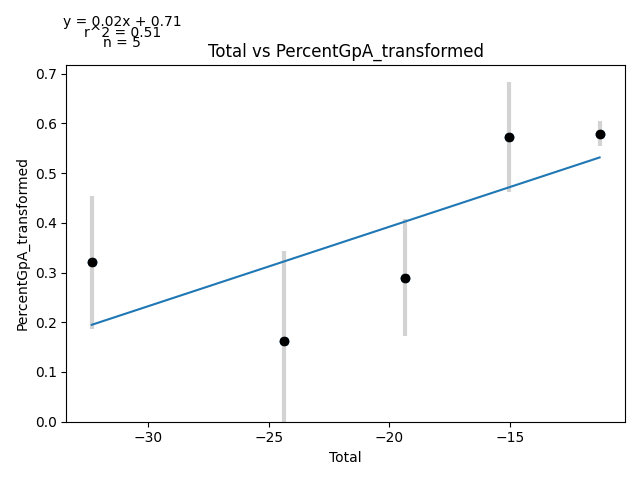 y = 0.02x + 0.71
r^2 = 0.51
n = 5
Total vs PercentGpA_transformed
0.7
0.6
0.5
0.4
0.3
0.2
0.1
0.0
PercentGpA_transformed
−30
−25
−20
−15
Total